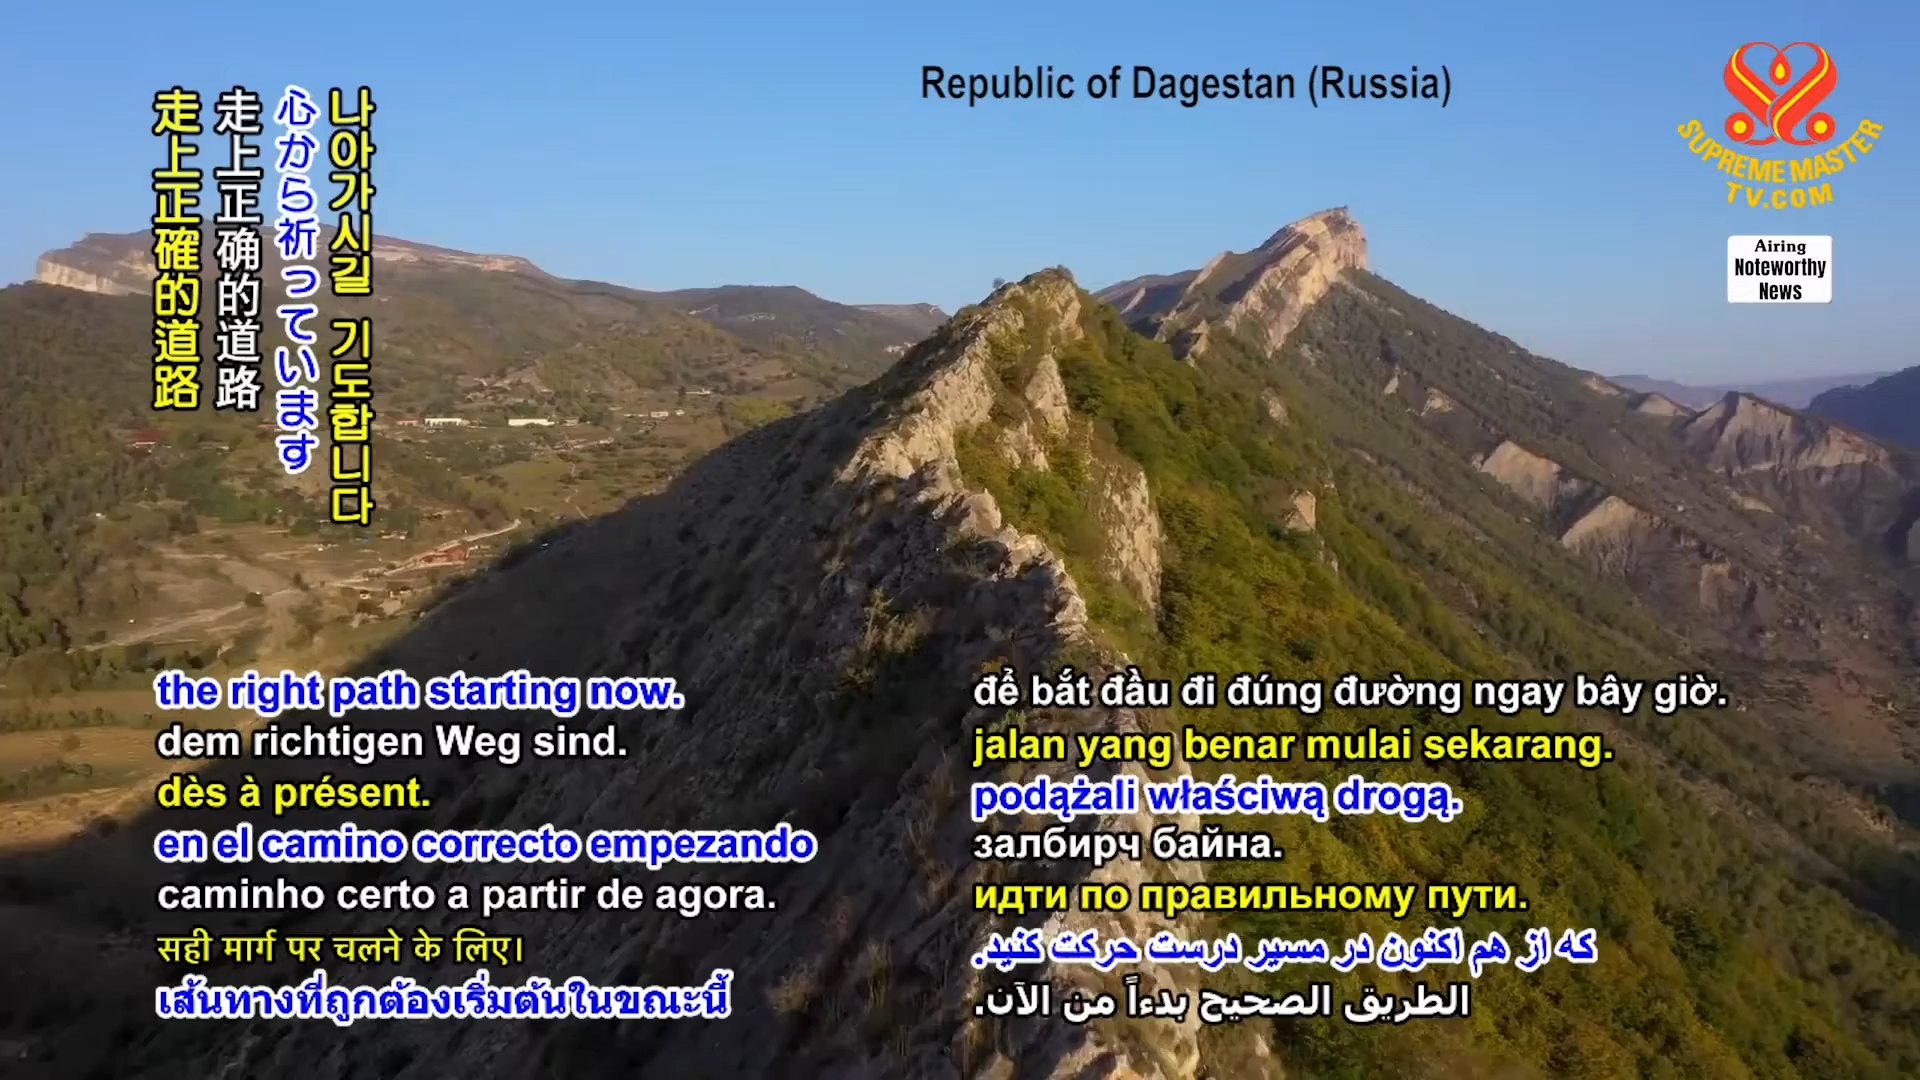 Republic of Dagestan (Russia)
SUPREME MASTER
TV.COM
Airing
Noteworthy
News
나아가시길 기도합니다
心から祈っています
走上正确的道路
走上正確的道路
the right path starting now.
dem richtigen Weg sind.
dès à présent.
en el camino correcto empezando
caminho certo a partir de agora.
सही मार्ग पर चलने के लिए।
เส้นทางที่ถูกต้องเริ่มต้นในขณะนี้
để bắt đầu đi đúng đường ngay bây giờ.
jalan yang benar mulai sekarang.
podążali właściwą drogą.
залбирч байна.
идти по правильному пути.
که از هم اکنون در مسیر درست حرکت کنید.
الطريق الصحيح بدءاً من الآن.